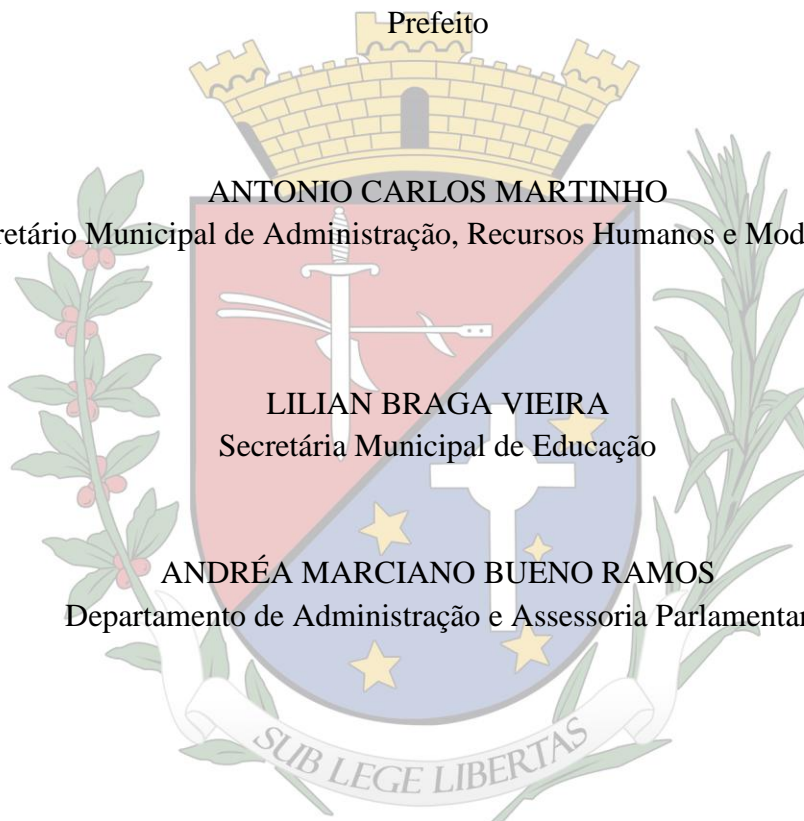 Prefeito
ANTONIO CARLOS MARTINHO
retário Municipal de Administração, Recursos Humanos e Mod
LILIAN BRAGA VIEIRA
Secretária Municipal de Educação
ANDRÉA MARCIANO BUENO RAMOS
Departamento de Administração e Assessoria Parlamentar
SUB LEGE LIBERTAS